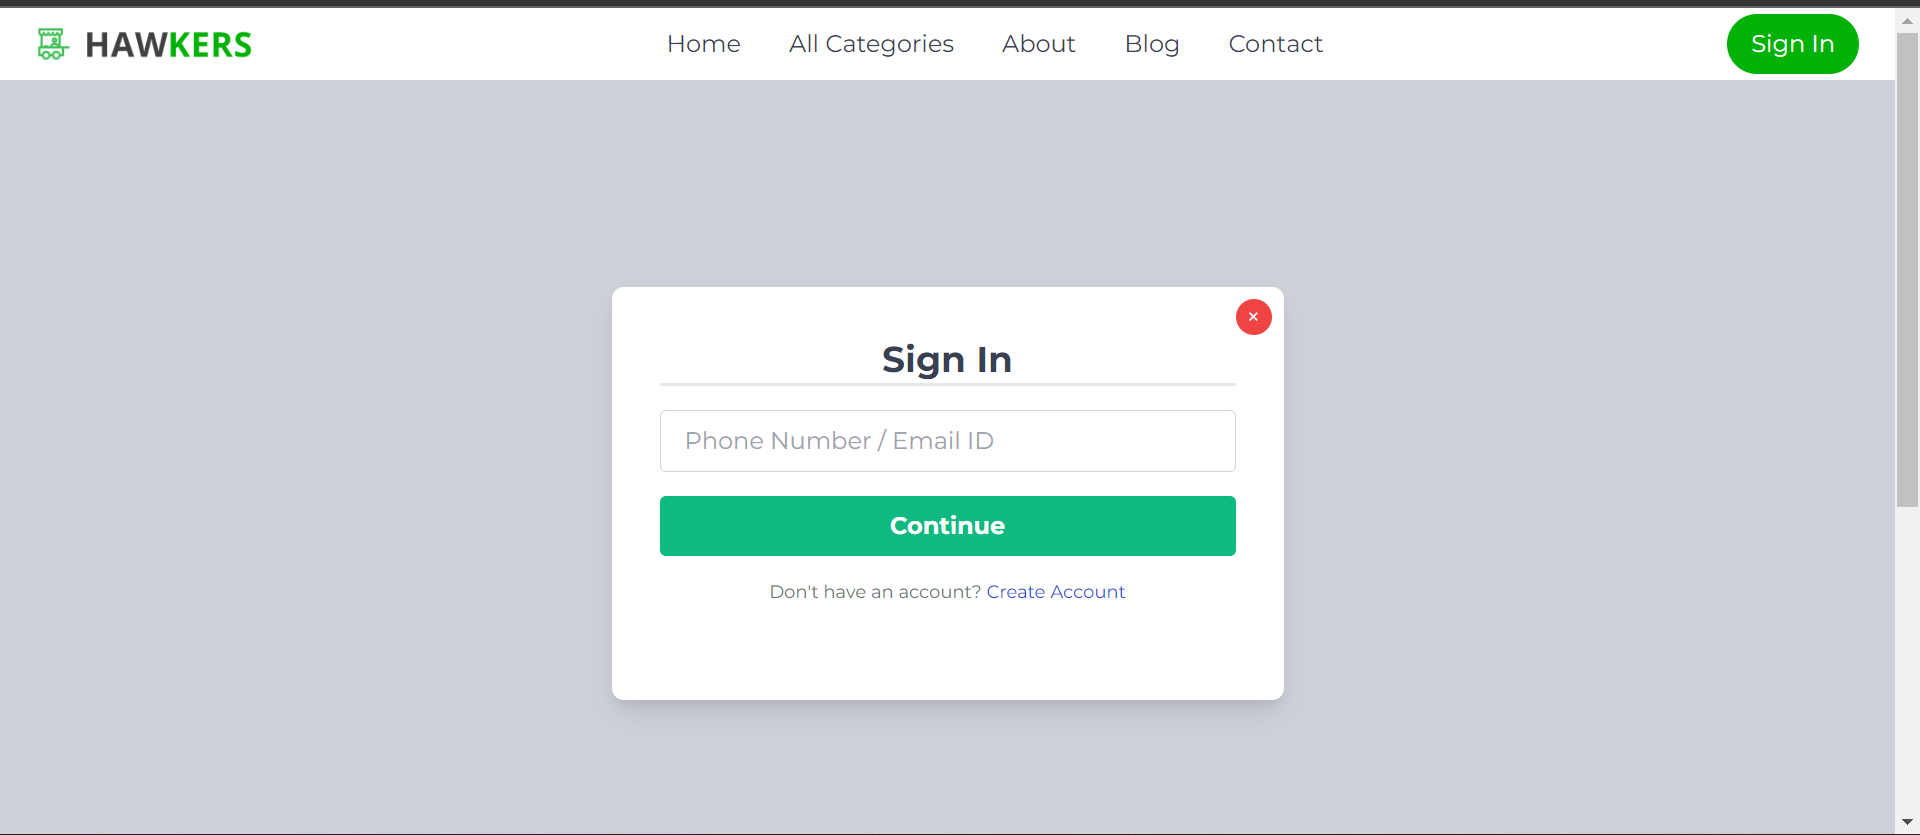 HAWKERS
Home All Categories About Blog Contact
Sign In
×
Sign In
Phone Number / Email ID
Continue
Don't have an account? Create Account